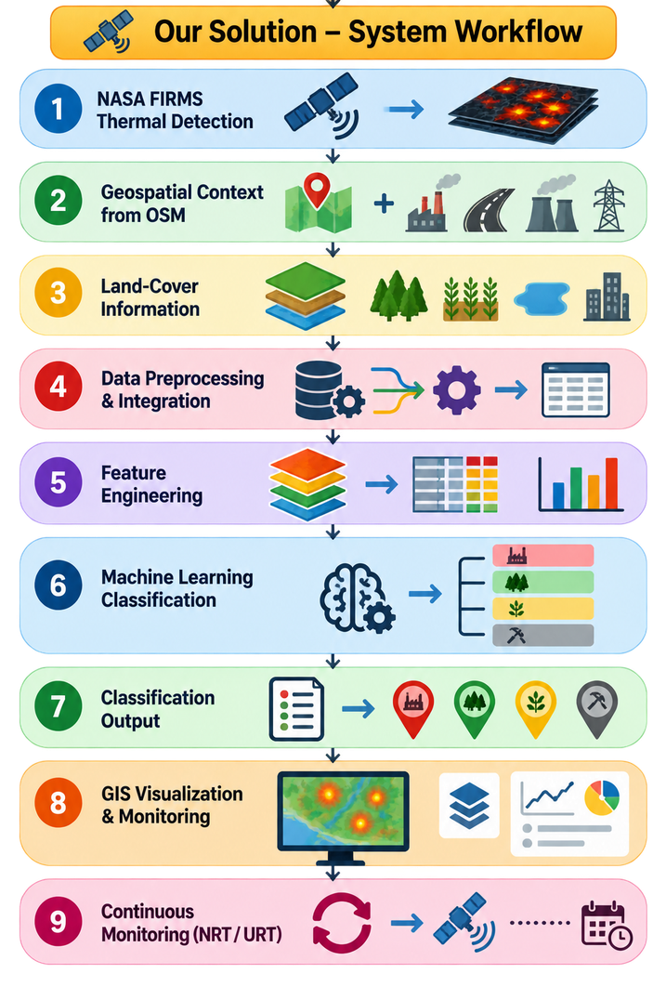 Our Solution – System Workflow
1
NASA FIRMS
Thermal Detection
2
Geospatial Context
from OSM
3
Land-Cover
Information
4
Data Preprocessing
& Integration
5
Feature
Engineering
6
Machine Learning
Classification
7
Classification
Output
8
GIS Visualization
& Monitoring
9
Continuous
Monitoring (NRT / URT)